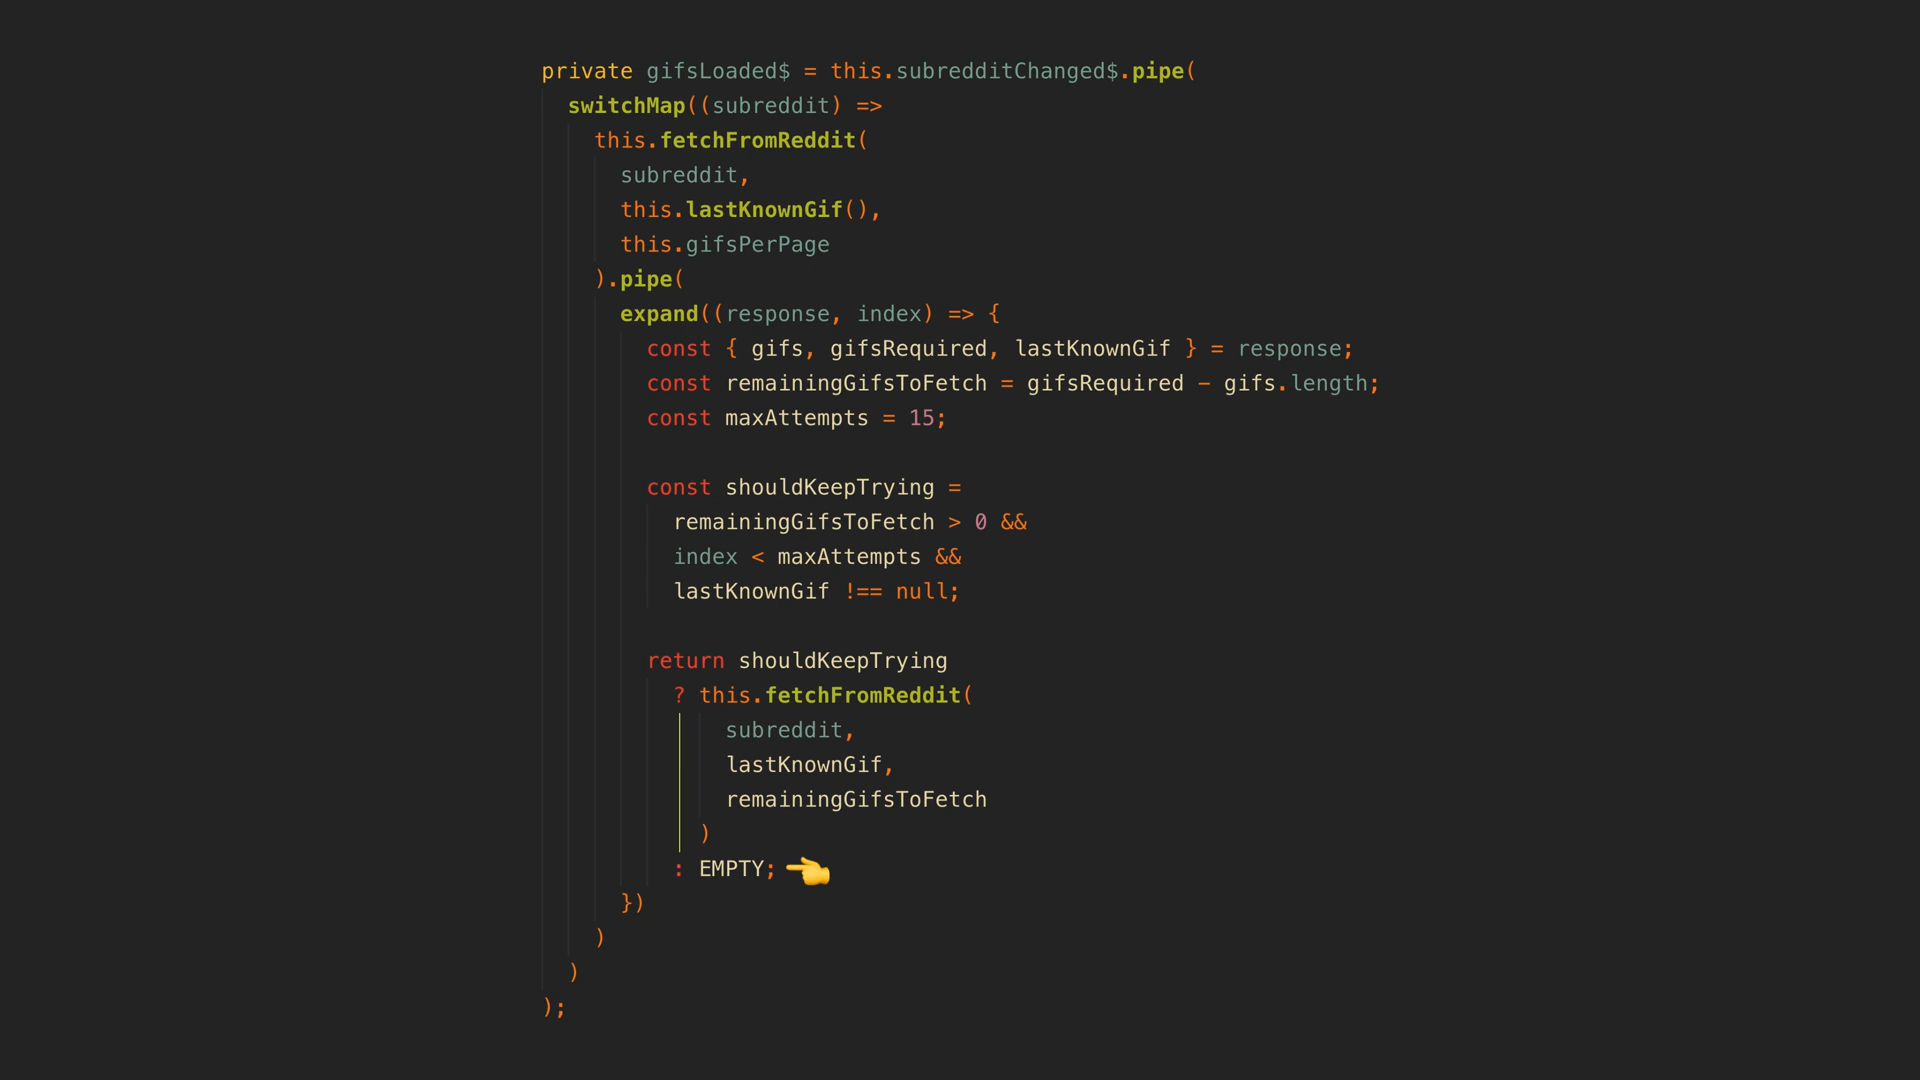 private gifsLoaded$ = this.subredditChanged$.pipe(
  switchMap((subreddit) =>
    this.fetchFromReddit(
      subreddit,
      this.lastKnownGif(),
      this.gifsPerPage
    ).pipe(
      expand((response, index) => {
        const { gifs, gifsRequired, lastKnownGif } = response;
        const remainingGifsToFetch = gifsRequired - gifs.length;
        const maxAttempts = 15;

        const shouldKeepTrying =
          remainingGifsToFetch > 0 &&
          index < maxAttempts &&
          lastKnownGif !== null;

        return shouldKeepTrying
          ? this.fetchFromReddit(
              subreddit,
              lastKnownGif,
              remainingGifsToFetch
            )
          : EMPTY;
      })
    )
  )
);